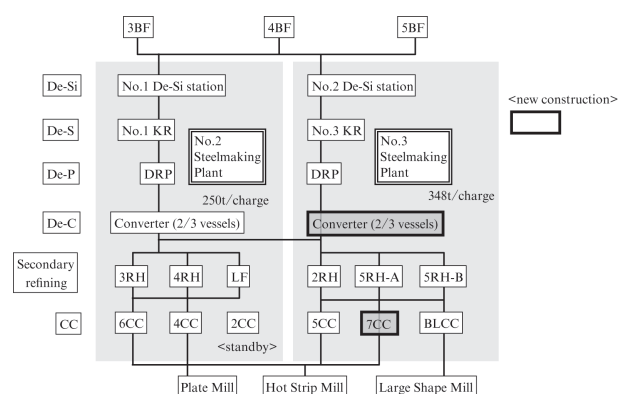 3BF
4BF
5BF
De-Si
No.1 De-Si station
No.2 De-Si station
<new construction>
De-S
No.1 KR
No.2
Steelmaking
Plant
No.3 KR
No.3
Steelmaking
Plant
De-P
DRP
DRP
250t/charge
348t/charge
De-C
Converter (2/3 vessels)
Converter (2/3 vessels)
Secondary
refining
3RH
4RH
LF
2RH
5RH-A
5RH-B
CC
6CC
4CC
2CC
5CC
7CC
BLCC
<standby>
Plate Mill
Hot Strip Mill
Large Shape Mill